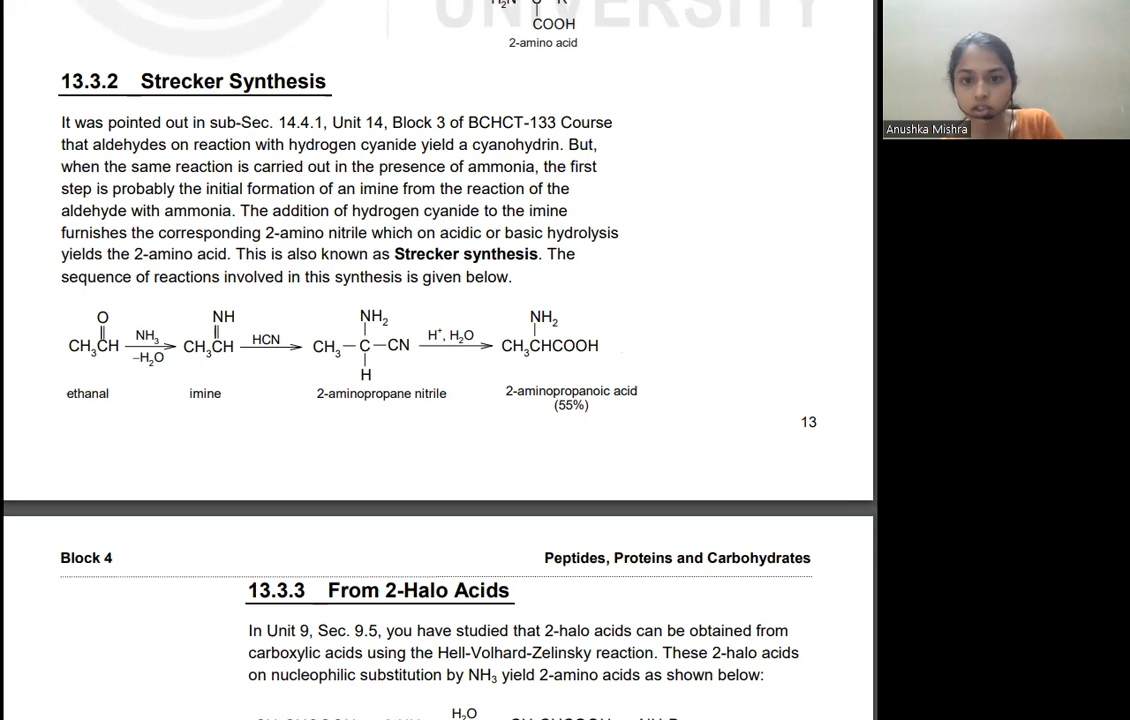 UNIVERSITY
H₂N C R
COOH
2-amino acid
Anushka Mishra
13.3.2 Strecker Synthesis
It was pointed out in sub-Sec. 14.4.1, Unit 14, Block 3 of BCHCT-133 Course
that aldehydes on reaction with hydrogen cyanide yield a cyanohydrin. But,
when the same reaction is carried out in the presence of ammonia, the first
step is probably the initial formation of an imine from the reaction of the
aldehyde with ammonia. The addition of hydrogen cyanide to the imine
furnishes the corresponding 2-amino nitrile which on acidic or basic hydrolysis
yields the 2-amino acid. This is also known as Strecker synthesis. The
sequence of reactions involved in this synthesis is given below.
O NH NH₂ NH₂
NH₃ HCN H⁺, H₂O
CH₃CH CH₃CH CH₃–C–CN CH₃CHCOOH
–H₂O
H
ethanal imine 2-aminopropane nitrile 2-aminopropanoic acid
(55%)
13
Block 4 Peptides, Proteins and Carbohydrates
13.3.3 From 2-Halo Acids
In Unit 9, Sec. 9.5, you have studied that 2-halo acids can be obtained from
carboxylic acids using the Hell-Volhard-Zelinsky reaction. These 2-halo acids
on nucleophilic substitution by NH₃ yield 2-amino acids as shown below:
H₂O